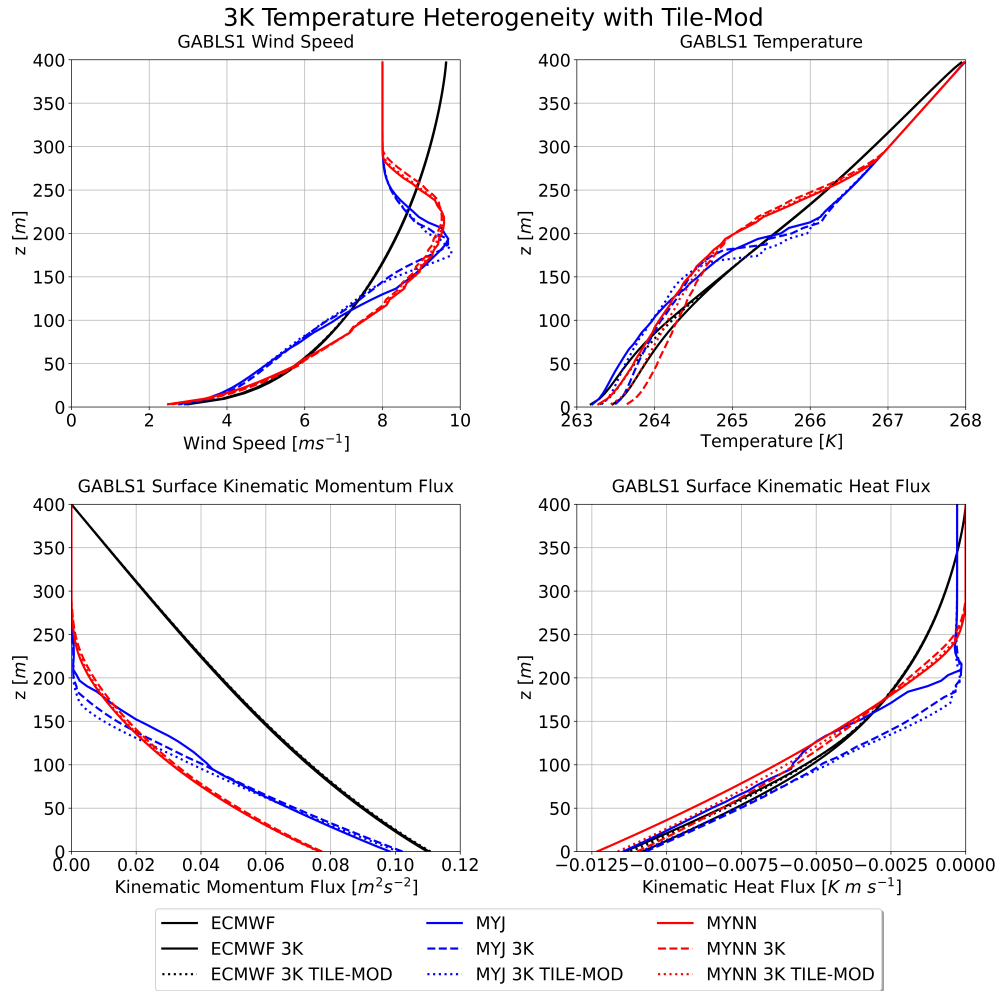 3K Temperature Heterogeneity with Tile-Mod
GABLS1 Wind Speed
400
350
300
250
200
150
100
50
0
z [m]
0 2 4 6 8 10
Wind Speed [ms⁻¹]
GABLS1 Temperature
400
350
300
250
200
150
100
50
0
z [m]
263 264 265 266 267 268
Temperature [K]
GABLS1 Surface Kinematic Momentum Flux
400
350
300
250
200
150
100
50
0
z [m]
0.00 0.02 0.04 0.06 0.08 0.10 0.12
Kinematic Momentum Flux [m²s⁻²]
GABLS1 Surface Kinematic Heat Flux
400
350
300
250
200
150
100
50
0
z [m]
−0.0125 −0.0100 −0.0075 −0.0050 −0.0025 0.0000
Kinematic Heat Flux [K m s⁻¹]
ECMWF
ECMWF 3K
ECMWF 3K TILE-MOD
MYJ
MYJ 3K
MYJ 3K TILE-MOD
MYNN
MYNN 3K
MYNN 3K TILE-MOD